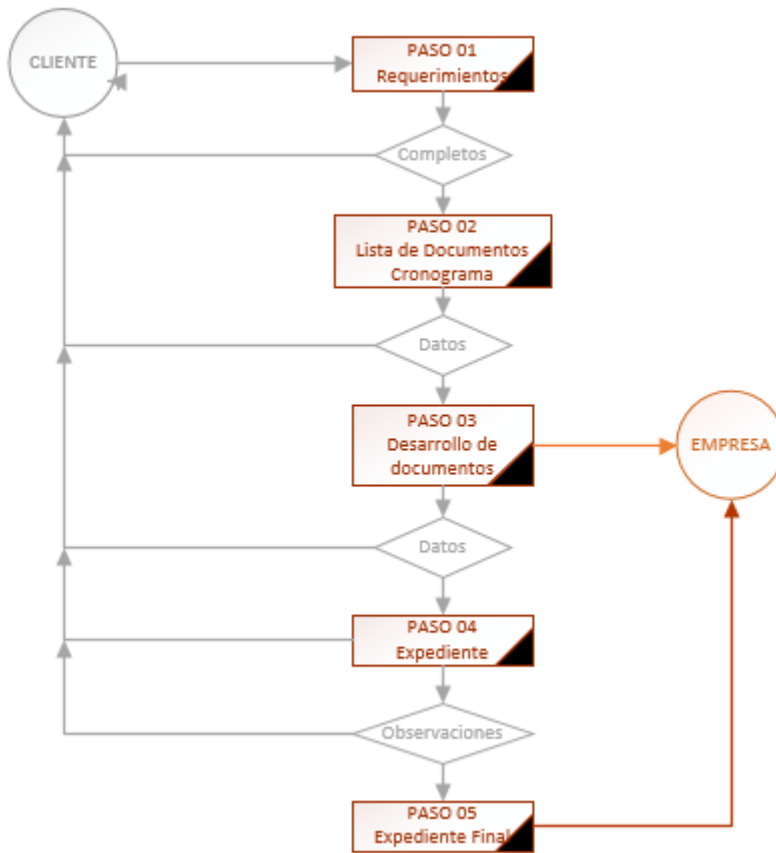 CLIENTE
PASO 01
Requerimientos
Completos
PASO 02
Lista de Documentos
Cronograma
Datos
PASO 03
Desarrollo de
documentos
EMPRESA
Datos
PASO 04
Expediente
Observaciones
PASO 05
Expediente Final